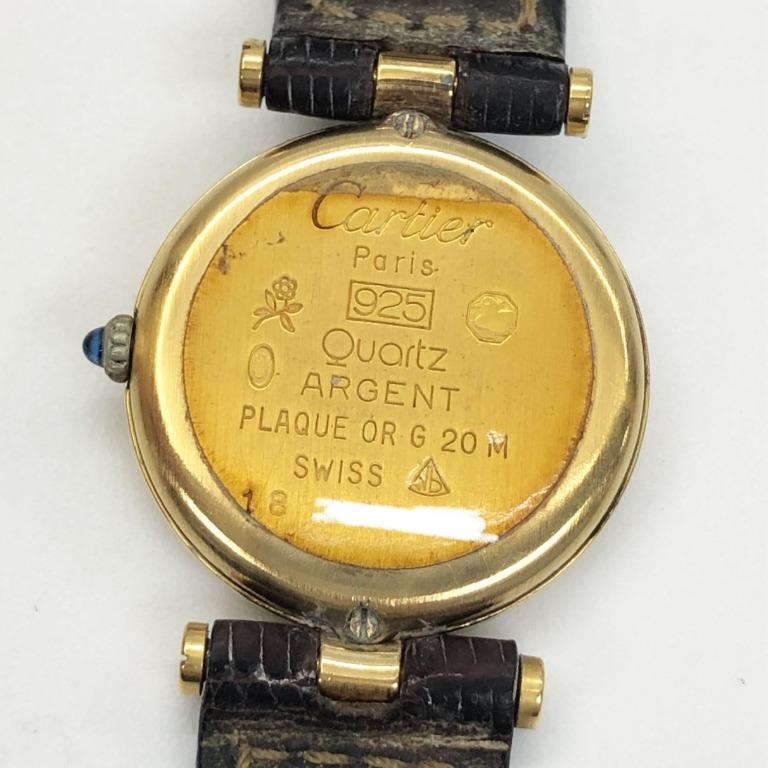 Cartier
Paris
925
Quartz
ARGENT
PLAQUE OR G 20 M
SWISS
18